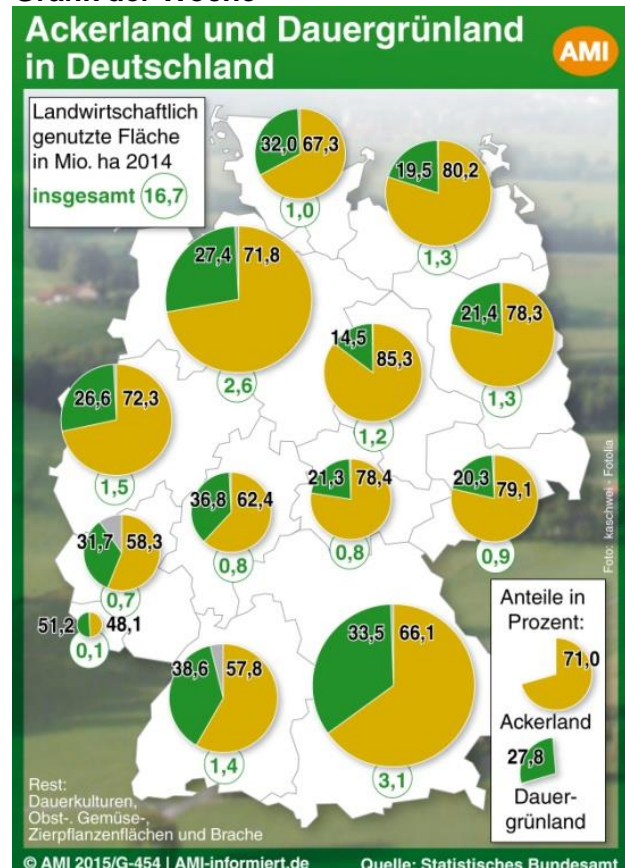 Grafik der Woche
Ackerland und Dauergrünland
in Deutschland
AMI
Landwirtschaftlich
genutzte Fläche
in Mio. ha 2014
insgesamt 16,7
32,0 67,3
1,0
19,5 80,2
1,3
27,4 71,8
2,6
21,4 78,3
1,3
14,5 85,3
1,2
26,6 72,3
1,5
36,8 62,4
0,8
21,3 78,4
0,8
20,3 79,1
0,9
31,7 58,3
0,7
51,2 48,1
0,1
38,6 57,8
1,4
33,5 66,1
3,1
Foto: kaschwei - Fotolia
Anteile in
Prozent:
71,0
Ackerland
27,8
Dauer-
grünland
Rest:
Dauerkulturen,
Obst-. Gemüse-,
Zierpflanzenflächen und Brache
© AMI 2015/G-454 | AMI-informiert.de
Quelle: Statistisches Bundesamt